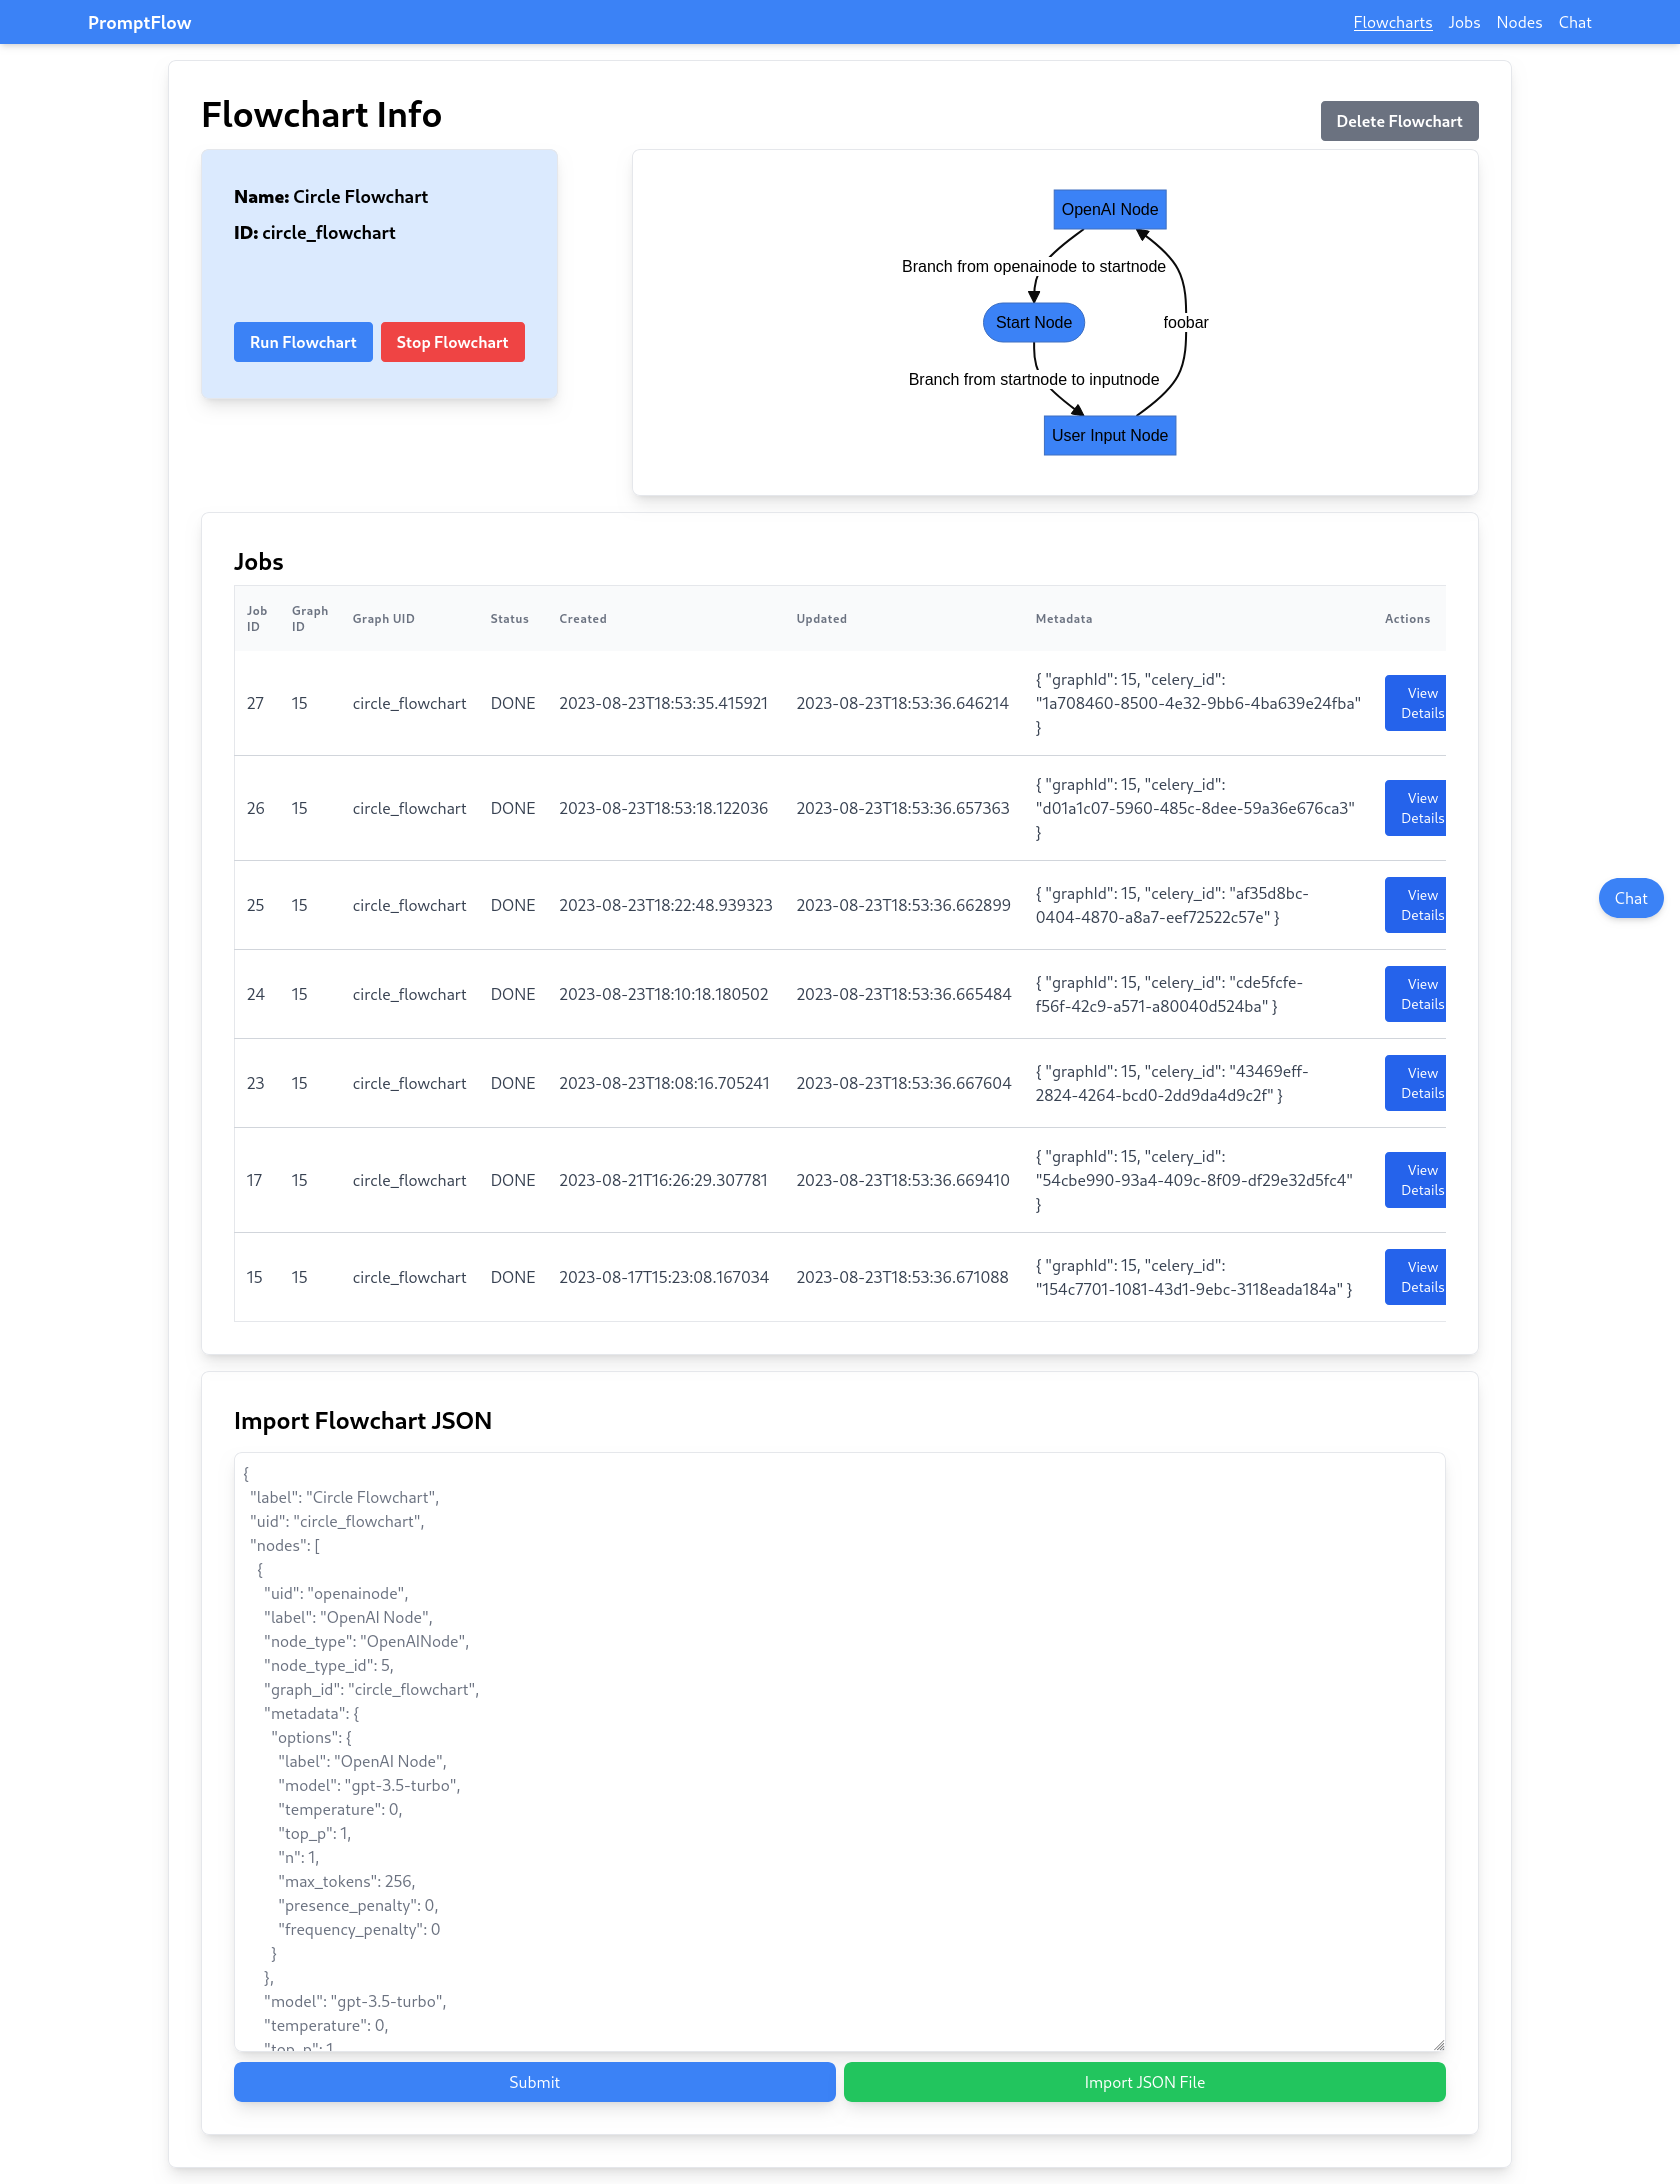 PromptFlow
Flowcharts Jobs Nodes Chat
Flowchart Info
Delete Flowchart
Name: Circle Flowchart
ID: circle_flowchart
Run Flowchart Stop Flowchart
OpenAI Node
Branch from openainode to startnode
Start Node
foobar
Branch from startnode to inputnode
User Input Node
Jobs
Job ID Graph ID Graph UID Status Created Updated Metadata Actions
27 15 circle_flowchart DONE 2023-08-23T18:53:35.415921 2023-08-23T18:53:36.646214 { "graphId": 15, "celery_id": "1a708460-8500-4e32-9bb6-4ba639e24fba" } View Details
26 15 circle_flowchart DONE 2023-08-23T18:53:18.122036 2023-08-23T18:53:36.657363 { "graphId": 15, "celery_id": "d01a1c07-5960-485c-8dee-59a36e676ca3" } View Details
25 15 circle_flowchart DONE 2023-08-23T18:22:48.939323 2023-08-23T18:53:36.662899 { "graphId": 15, "celery_id": "af35d8bc-0404-4870-a8a7-eef72522c57e" } View Details
24 15 circle_flowchart DONE 2023-08-23T18:10:18.180502 2023-08-23T18:53:36.665484 { "graphId": 15, "celery_id": "cde5fcfe-f56f-42c9-a571-a80040d524ba" } View Details
23 15 circle_flowchart DONE 2023-08-23T18:08:16.705241 2023-08-23T18:53:36.667604 { "graphId": 15, "celery_id": "43469eff-2824-4264-bcd0-2dd9da4d9c2f" } View Details
17 15 circle_flowchart DONE 2023-08-21T16:26:29.307781 2023-08-23T18:53:36.669410 { "graphId": 15, "celery_id": "54cbe990-93a4-409c-8f09-df29e32d5fc4" } View Details
15 15 circle_flowchart DONE 2023-08-17T15:23:08.167034 2023-08-23T18:53:36.671088 { "graphId": 15, "celery_id": "154c7701-1081-43d1-9ebc-3118eada184a" } View Details
Chat
Import Flowchart JSON
{
"label": "Circle Flowchart",
"uid": "circle_flowchart",
"nodes": [
{
"uid": "openainode",
"label": "OpenAI Node",
"node_type": "OpenAINode",
"node_type_id": 5,
"graph_id": "circle_flowchart",
"metadata": {
"options": {
"label": "OpenAI Node",
"model": "gpt-3.5-turbo",
"temperature": 0,
"top_p": 1,
"n": 1,
"max_tokens": 256,
"presence_penalty": 0,
"frequency_penalty": 0
}
},
"model": "gpt-3.5-turbo",
"temperature": 0,
"top_p": 1
Submit
Import JSON File